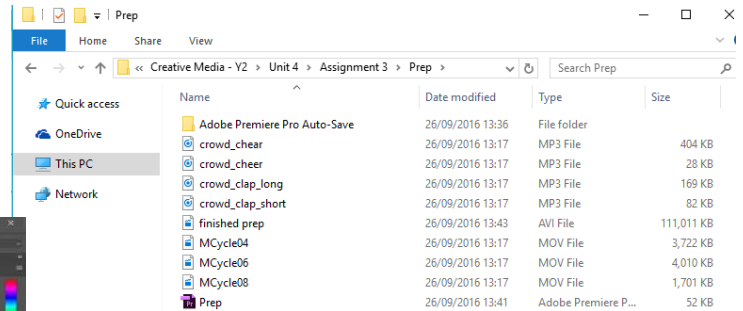 Prep
File Home Share View
« Creative Media - Y2 > Unit 4 > Assignment 3 > Prep > Search Prep
Name Date modified Type Size
Quick access
OneDrive
This PC
Network
Adobe Premiere Pro Auto-Save 26/09/2016 13:36 File folder
crowd_chear 26/09/2016 13:17 MP3 File 404 KB
crowd_cheer 26/09/2016 13:17 MP3 File 28 KB
crowd_clap_long 26/09/2016 13:17 MP3 File 169 KB
crowd_clap_short 26/09/2016 13:17 MP3 File 82 KB
finished prep 26/09/2016 13:43 AVI File 111,011 KB
MCycle04 26/09/2016 13:17 MOV File 3,722 KB
MCycle06 26/09/2016 13:17 MOV File 4,010 KB
MCycle08 26/09/2016 13:17 MOV File 1,701 KB
Pr Prep 26/09/2016 13:41 Adobe Premiere P... 52 KB